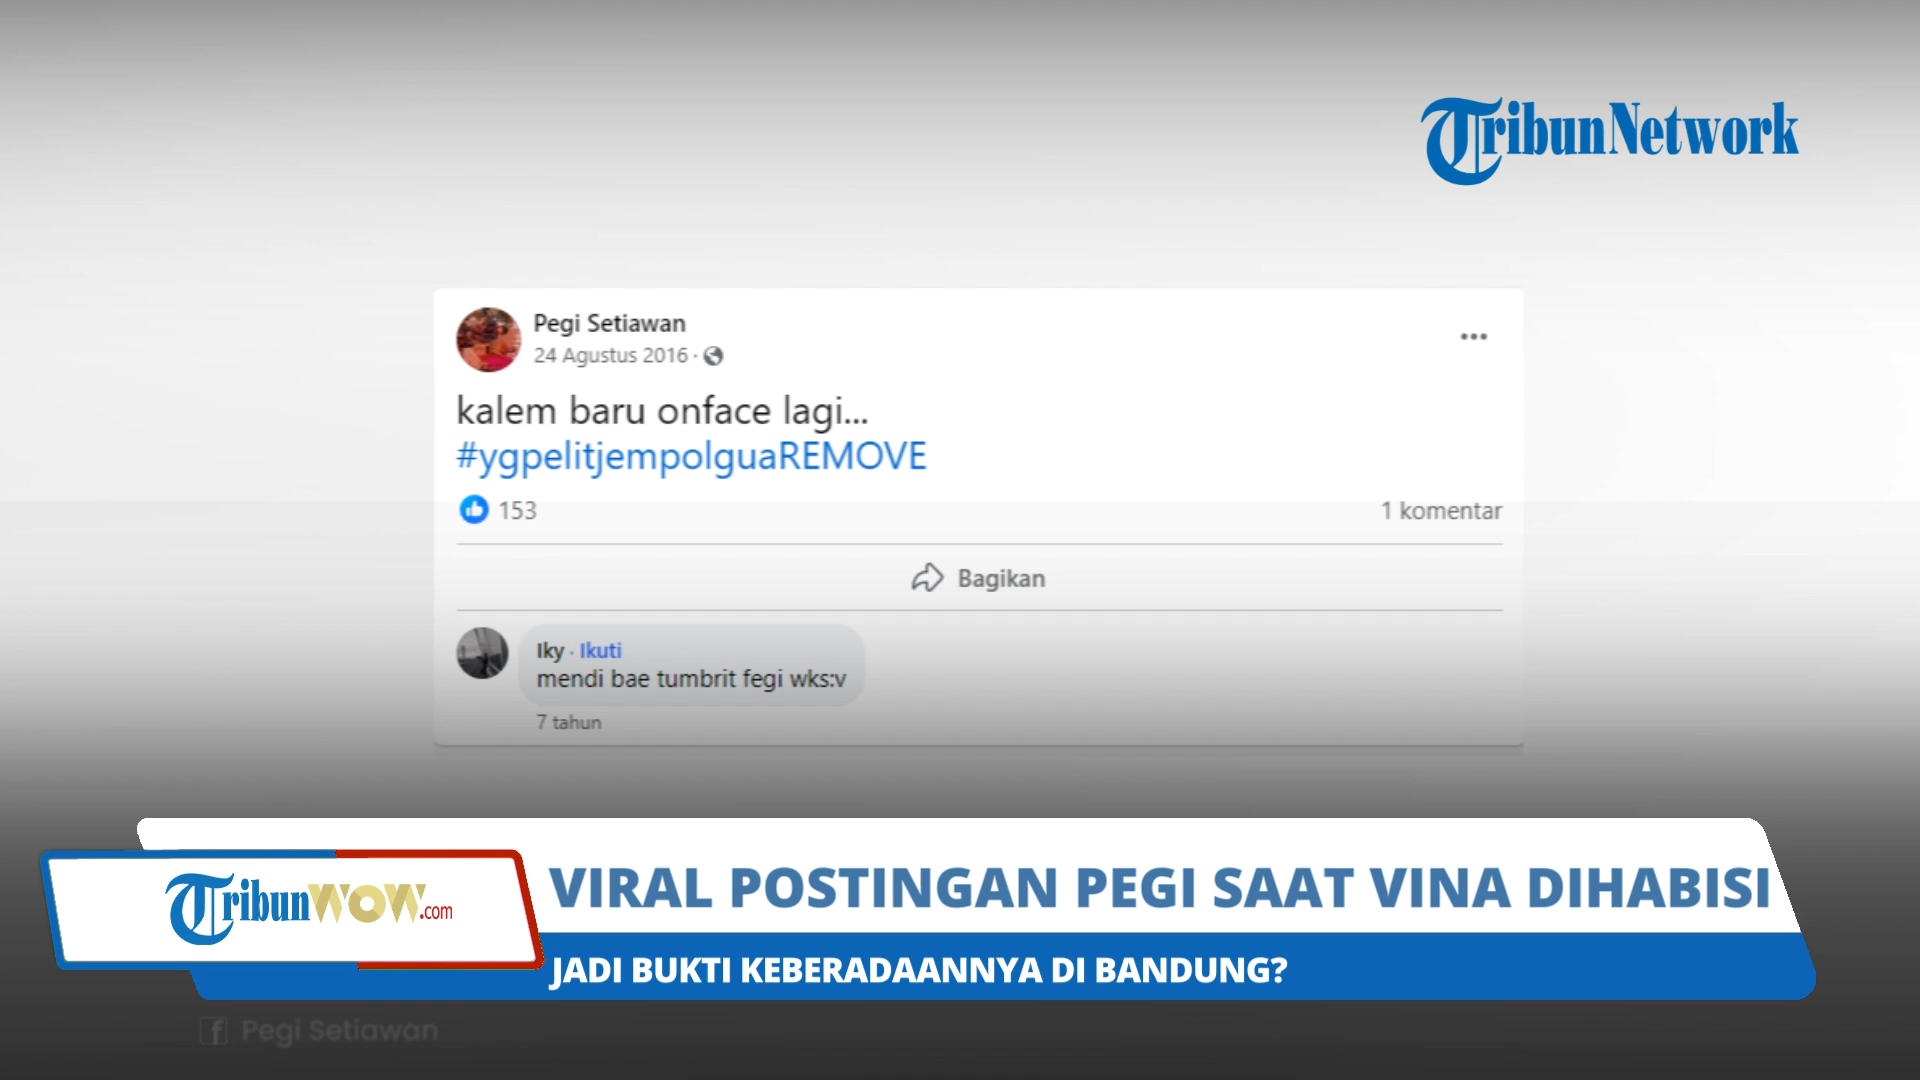 TribunNetwork
Pegi Setiawan
24 Agustus 2016 ·
kalem baru onface lagi...
#ygpelitjempolguaREMOVE
153
1 komentar
Bagikan
Iky · Ikuti
mendi bae tumbrit fegi wks:v
7 tahun
TribunWOW.com
VIRAL POSTINGAN PEGI SAAT VINA DIHABISI
JADI BUKTI KEBERADAANNYA DI BANDUNG?
Pegi Setiawan